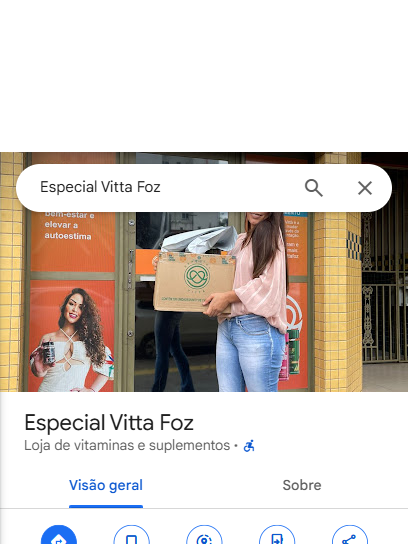 Especial Vitta Foz
bem-estar e
elevar a
autoestima
Especial Vitta Foz
Loja de vitaminas e suplementos
Visão geral
Sobre